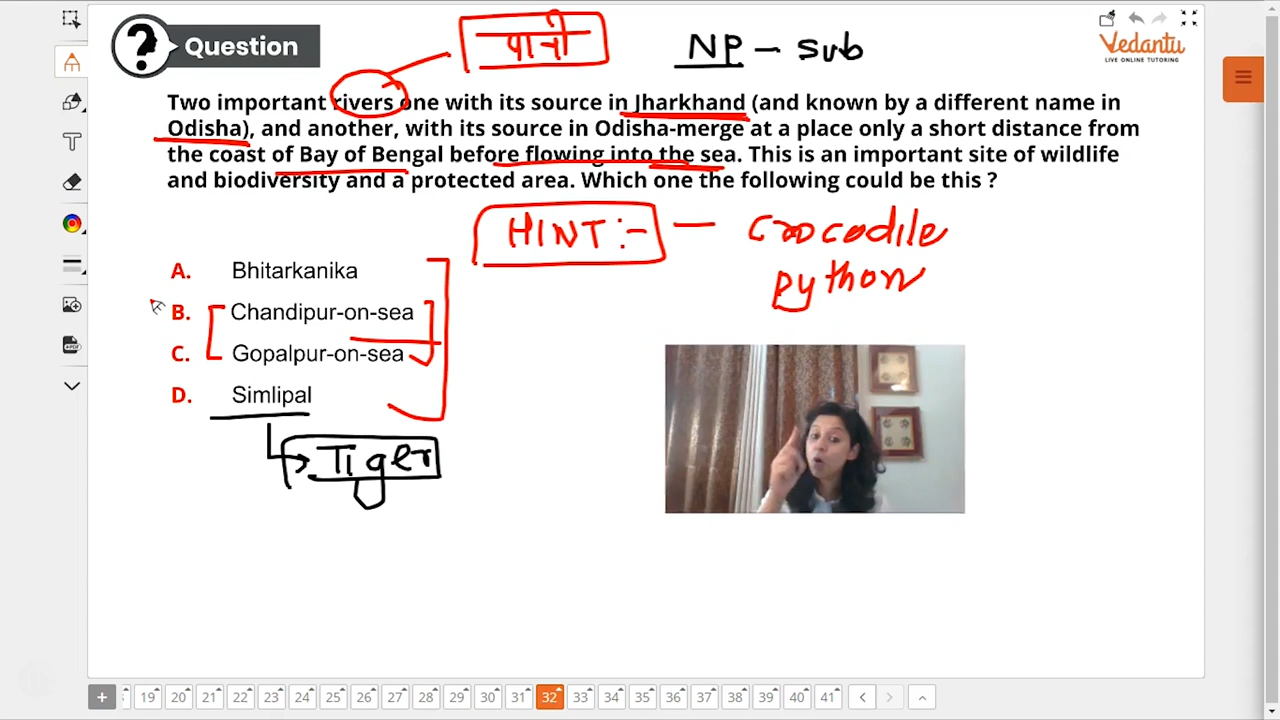 Question
पानी
NP - sub
Vedantu
LIVE ONLINE TUTORING
Two important rivers one with its source in Jharkhand (and known by a different name in
Odisha), and another, with its source in Odisha-merge at a place only a short distance from
the coast of Bay of Bengal before flowing into the sea. This is an important site of wildlife
and biodiversity and a protected area. Which one the following could be this ?
HINT:- - crocodile
python
A. Bhitarkanika
B. Chandipur-on-sea
C. Gopalpur-on-sea
D. Simlipal
Tiger
19 20 21 22 23 24 25 26 27 28 29 30 31 32 33 34 35 36 37 38 39 40 41